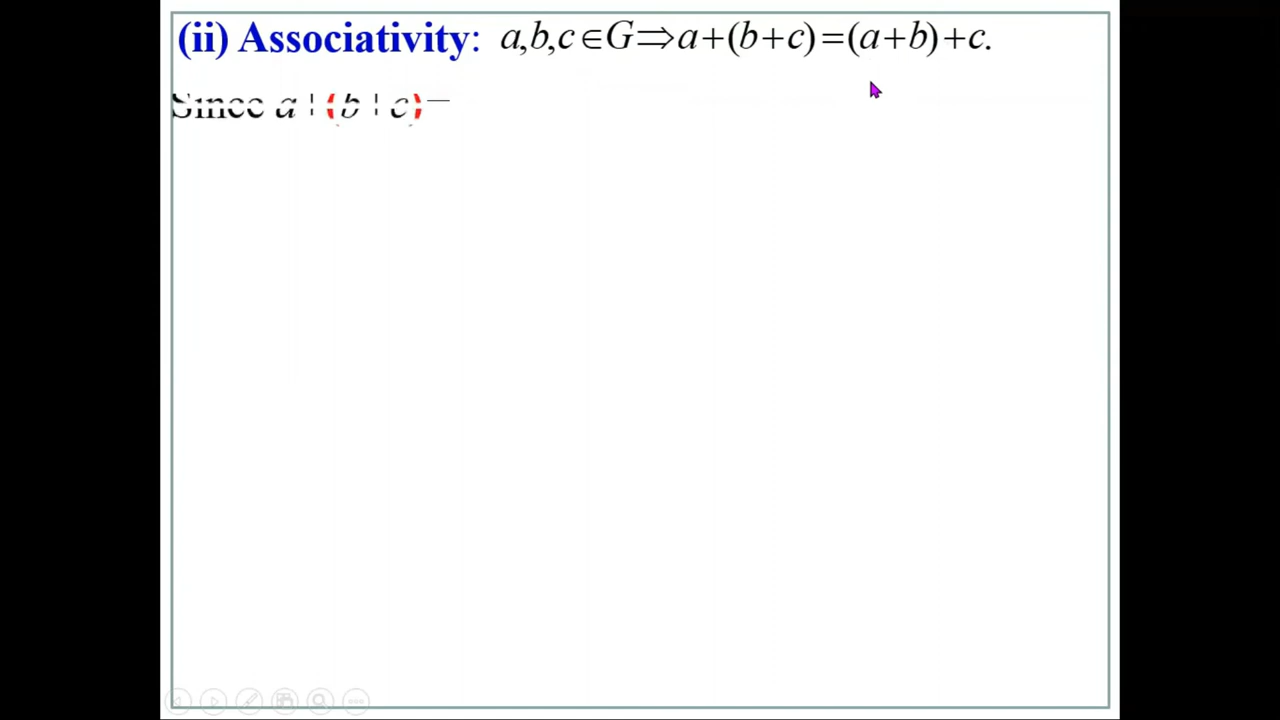 (ii) Associativity: a,b,c∈G⇒a+(b+c)=(a+b)+c.
Since a+(b+c)=